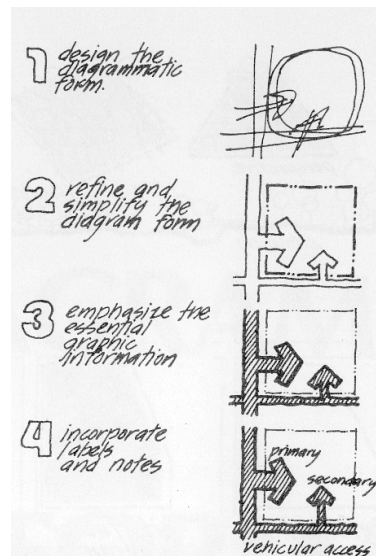 1 design the
diagrammatic
form.
2 refine and
simplify the
diagram form
3 emphasize the
essential
graphic
information
4 incorporate
labels
and notes
primary
secondary
vehicular access